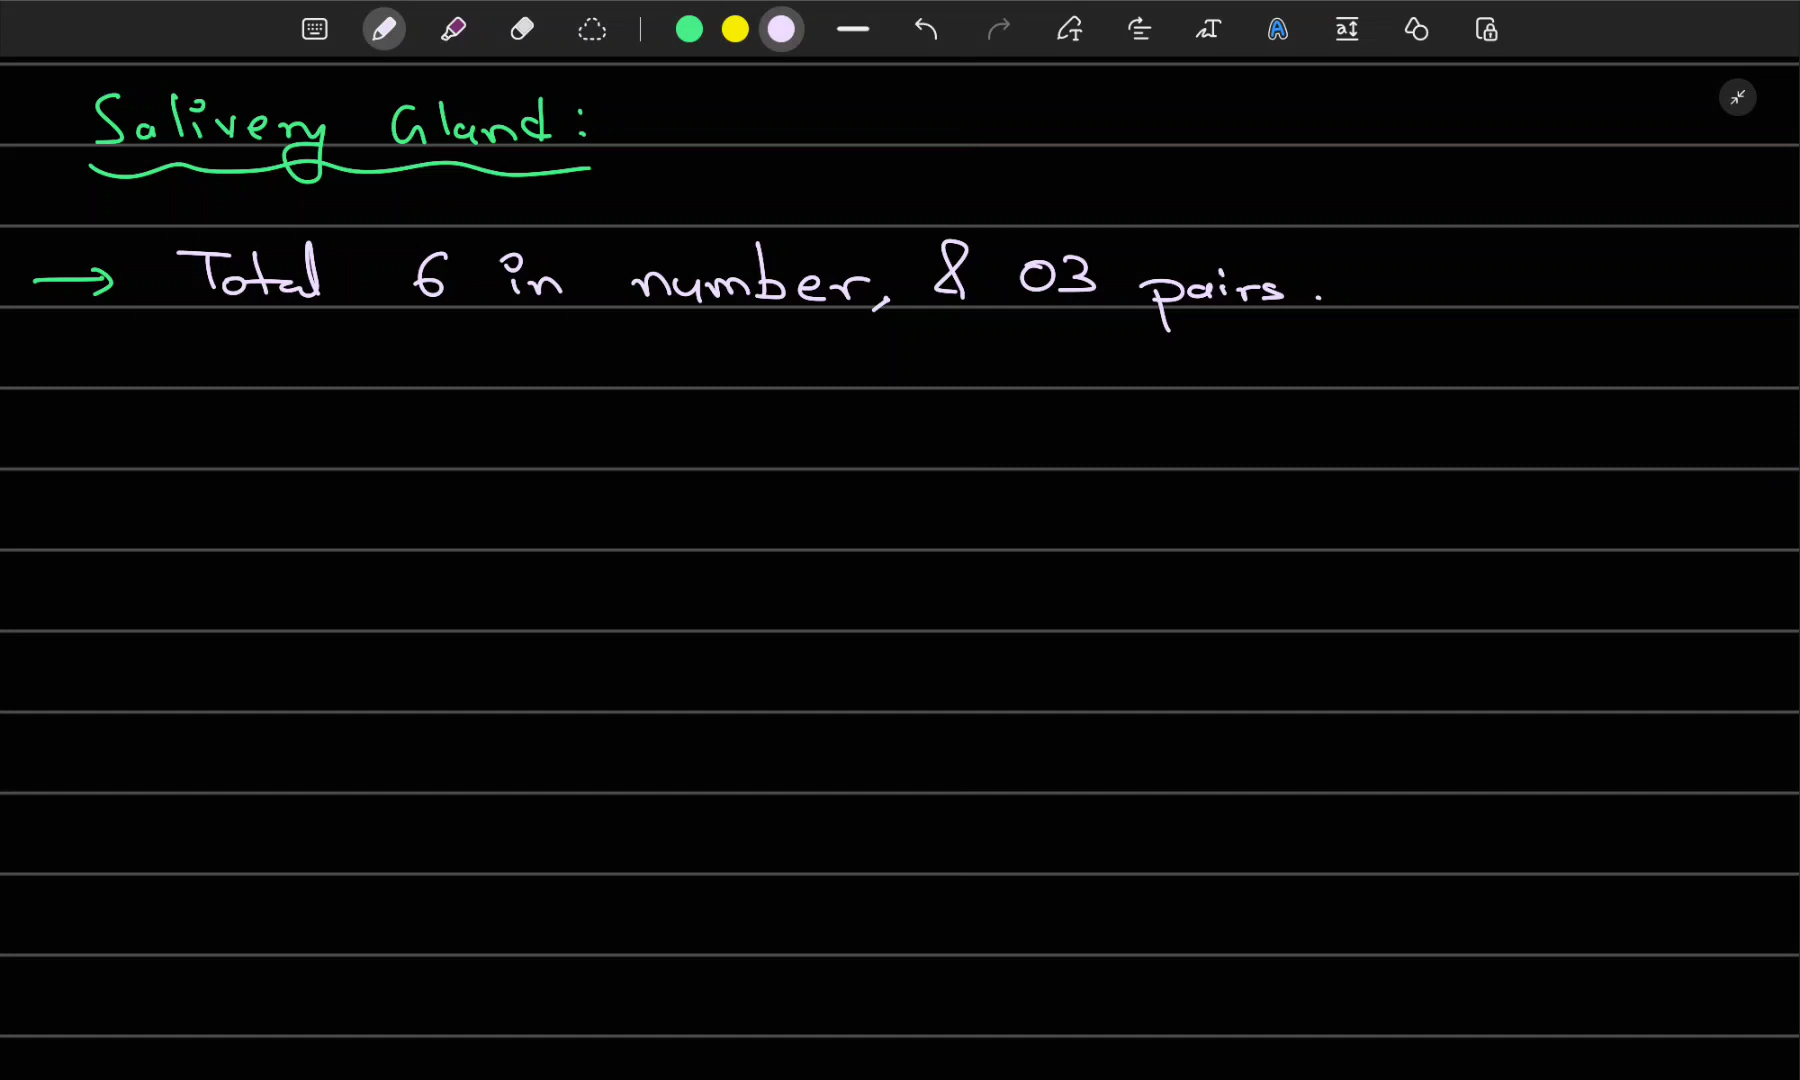 Salivery Gland:
→ Total 6 in number, & 03 pairs.